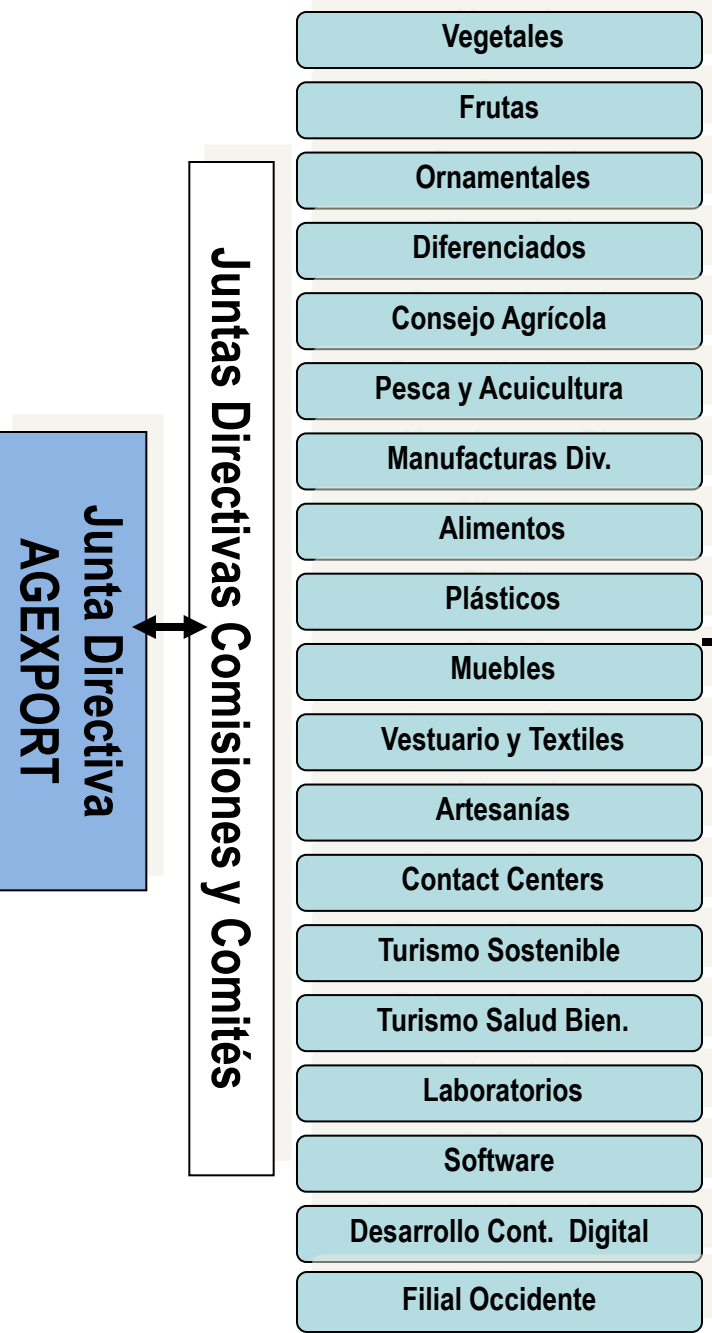 Junta Directiva
AGEXPORT
Juntas Directivas Comisiones y Comités
Vegetales
Frutas
Ornamentales
Diferenciados
Consejo Agrícola
Pesca y Acuicultura
Manufacturas Div.
Alimentos
Plásticos
Muebles
Vestuario y Textiles
Artesanías
Contact Centers
Turismo Sostenible
Turismo Salud Bien.
Laboratorios
Software
Desarrollo Cont. Digital
Filial Occidente